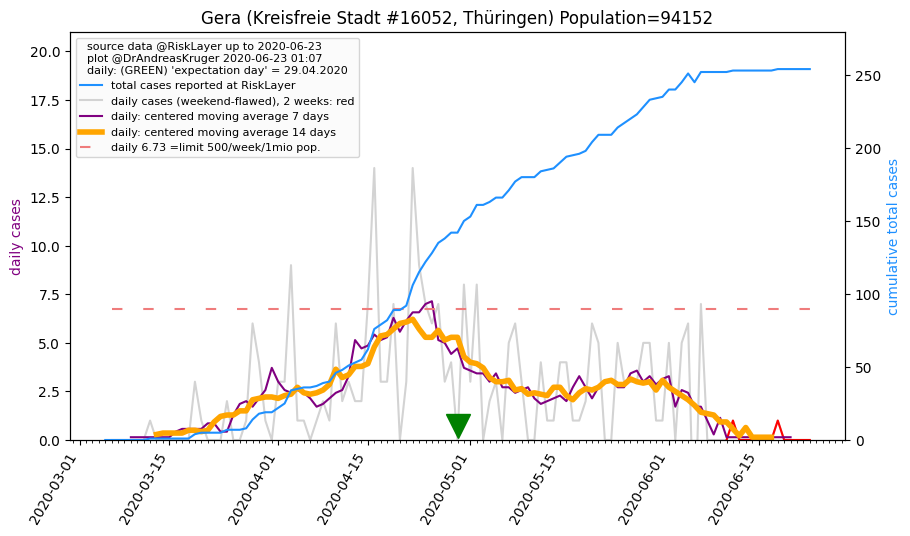 Gera (Kreisfreie Stadt #16052, Thüringen) Population=94152
source data @RiskLayer up to 2020-06-23
plot @DrAndreasKruger 2020-06-23 01:07
daily: (GREEN) 'expectation day' = 29.04.2020
total cases reported at RiskLayer
daily cases (weekend-flawed), 2 weeks: red
daily: centered moving average 7 days
daily: centered moving average 14 days
daily 6.73 =limit 500/week/1mio pop.
daily cases
20.0
17.5
15.0
12.5
10.0
7.5
5.0
2.5
0.0
250
200
150
100
50
0
cumulative total cases
2020-03-01
2020-03-15
2020-04-01
2020-04-15
2020-05-01
2020-05-15
2020-06-01
2020-06-15